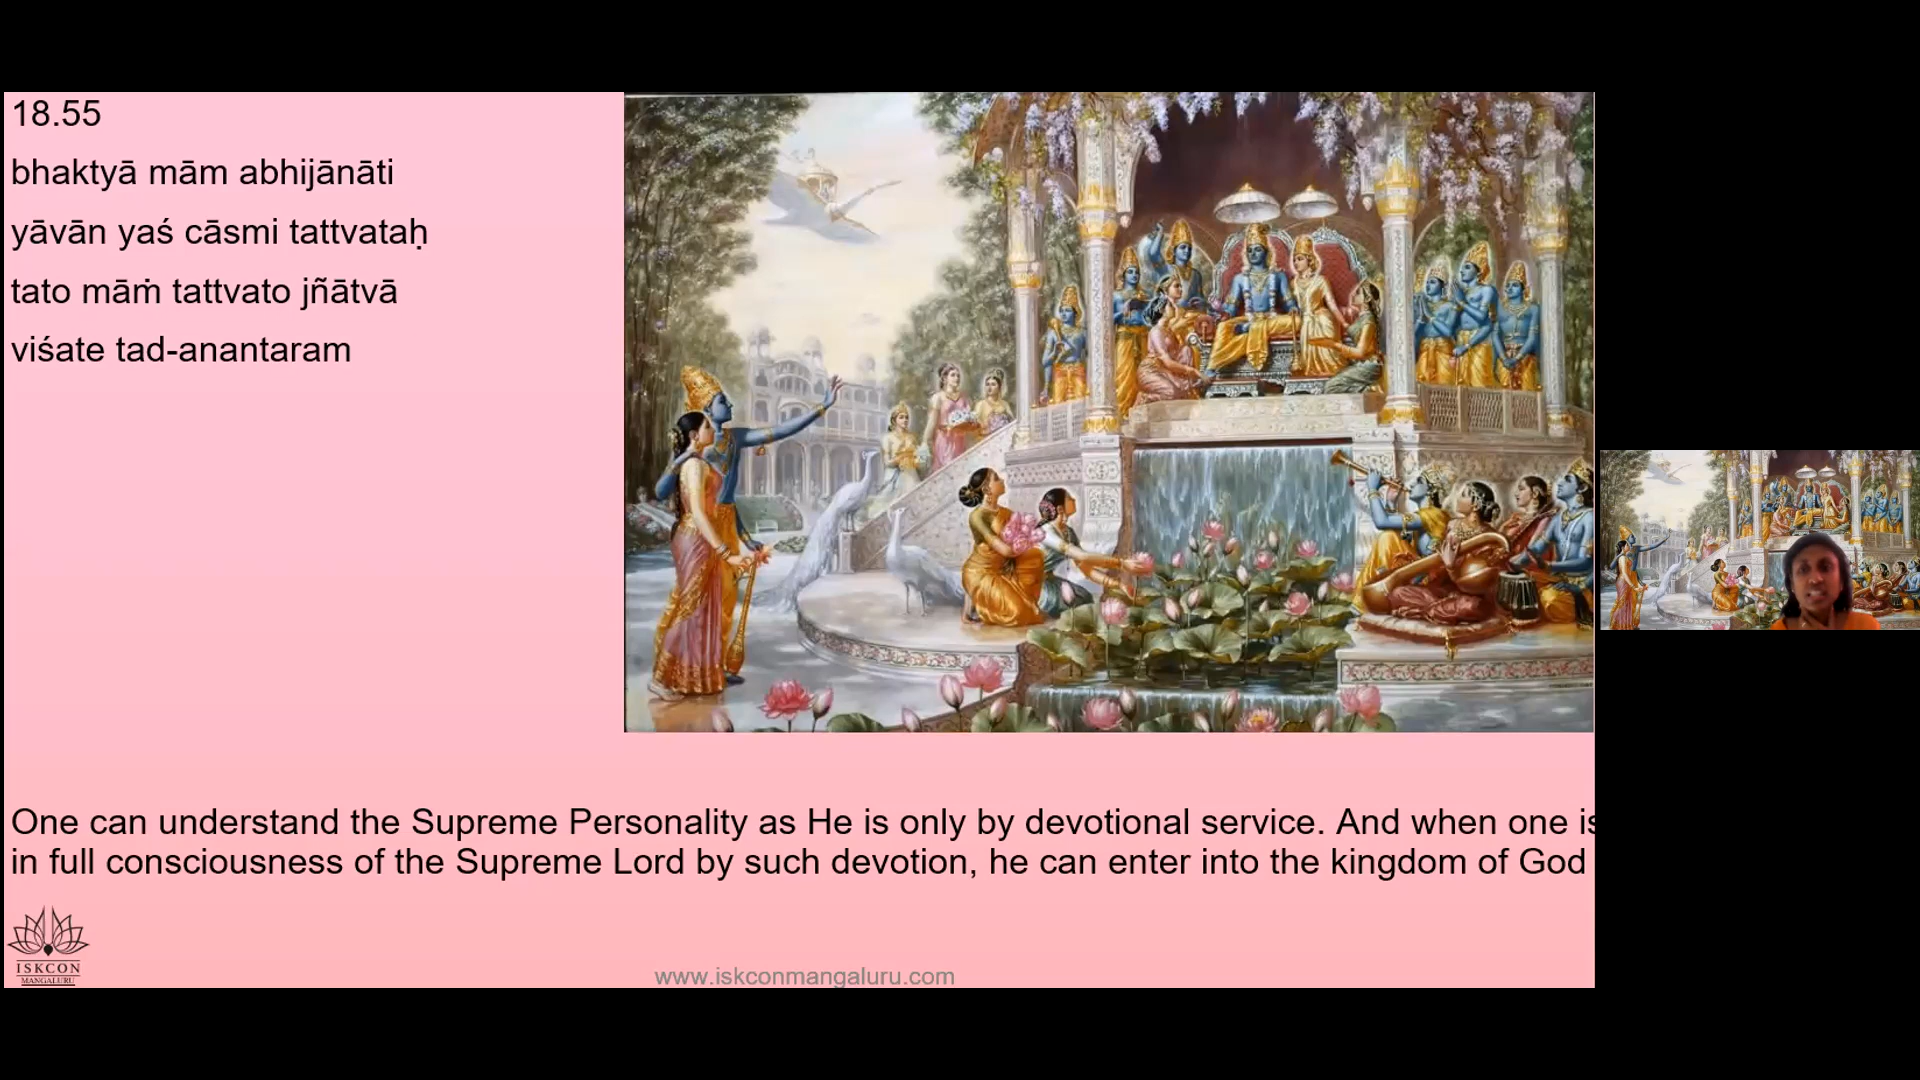 18.55
bhaktyā mām abhijānāti
yāvān yaś cāsmi tattvataḥ
tato māṁ tattvato jñātvā
viśate tad-anantaram
One can understand the Supreme Personality as He is only by devotional service. And when one is
in full consciousness of the Supreme Lord by such devotion, he can enter into the kingdom of God
ISKCON
MANGALURU
www.iskconmangaluru.com